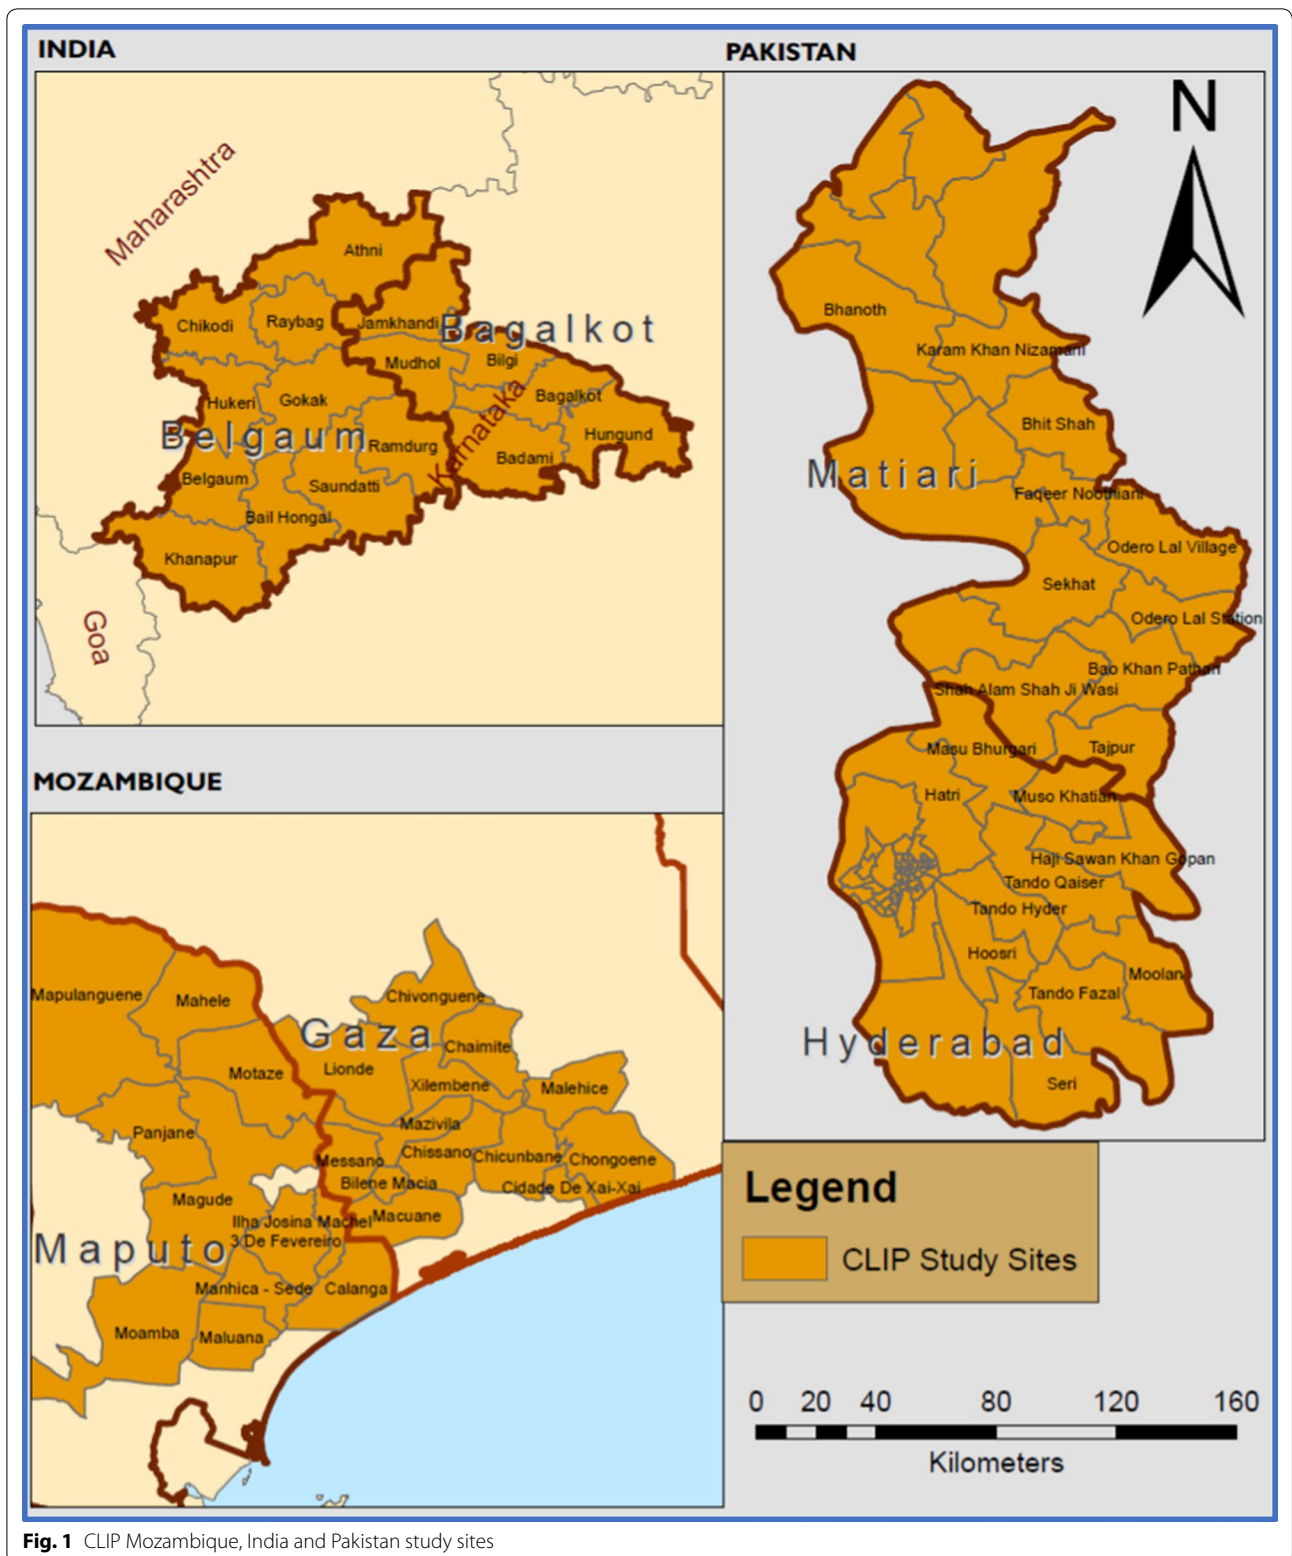 INDIA
Maharashtra
Athni
Chikodi
Raybag
Jamkhandi
Bagalkot
Mudhol
Bilgi
Hukeri
Gokak
Bagalkot
Karnataka
Belgaum
Ramdurg
Hungund
Badami
Belgaum
Saundatti
Bail Hongal
Khanapur
Goa
PAKISTAN
N
Bhanoth
Karam Khan Nizamani
Bhit Shah
Matiari
Faqeer Noothiani
Odero Lal Village
Sekhat
Odero Lal Station
Bao Khan Pathan
Shah Alam Shah Ji Wasi
Masu Bhurgari
Tajpur
Hatri
Muso Khatian
Haji Sawan Khan Gopan
Tando Qaiser
Tando Hyder
Hoosri
Moolan
Tando Fazal
Hyderabad
Seri
MOZAMBIQUE
Mapulanguene
Mahele
Chivonguene
Gaza
Chaimite
Motaze
Lionde
Xilembene
Malehice
Panjane
Mazivila
Messano
Chissano
Chicunbane
Chongoene
Bilene Macia
Cidade De Xai-Xai
Magude
Ilha Josina Machel
Macuane
3 De Fevereiro
Maputo
Manhica - Sede
Calanga
Moamba
Maluana
Legend
CLIP Study Sites
0 20 40 80 120 160
Kilometers
Fig. 1 CLIP Mozambique, India and Pakistan study sites